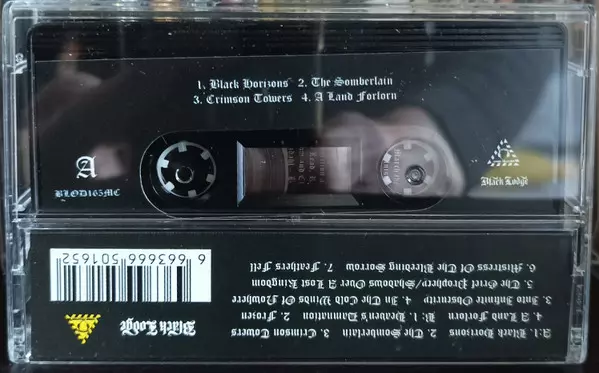 1. Black Horizons 2. The Somberlain
3. Crimson Towers 4. A Land Forlorn
A
BLOD165MC
Black Lodge
A:1. Black Horizons 2. The Somberlain 3. Crimson Towers
4. A Land Forlorn B: 1. Heaven's Damnation 2. Frozen
3. Into Infinite Obscurity 4. In The Cold Winds Of Nowhere
5. The Grief Prophecy/Shadows Over A Lost Kingdom
6. Mistress Of The Bleeding Sorrow 7. Feathers Fell
Black Lodge
6 663666 501652